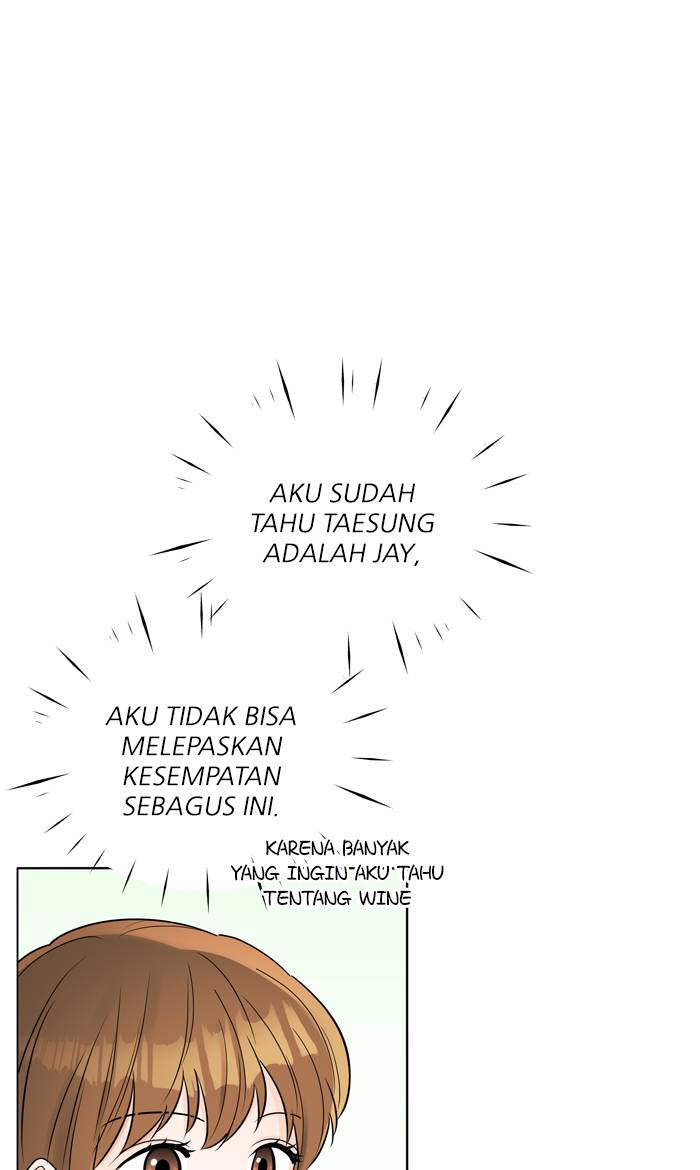 AKU SUDAH
TAHU TAESUNG
ADALAH JAY,
AKU TIDAK BISA
MELEPASKAN
KESEMPATAN
SEBAGUS INI.
KARENA BANYAK
YANG INGIN AKU TAHU
TENTANG WINE